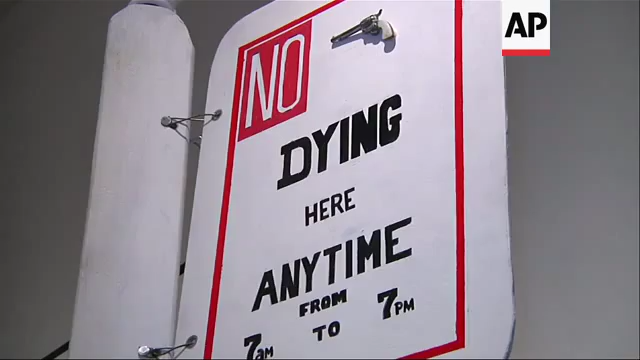 AP
NO
DYING
HERE
ANYTIME
FROM
7am TO 7PM